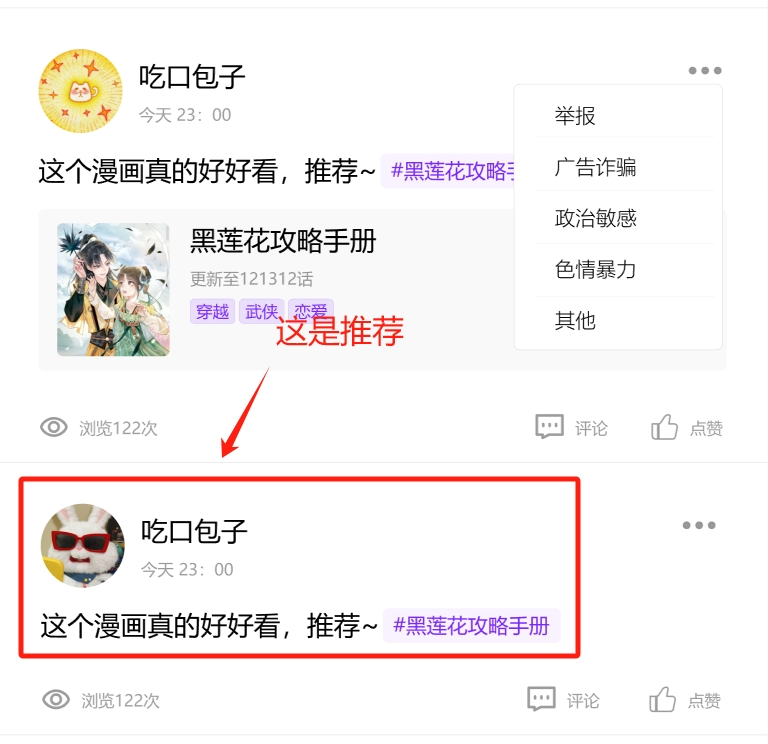 吃口包子
今天 23：00
举报
广告诈骗
政治敏感
色情暴力
其他
这个漫画真的好好看，推荐~ #黑莲花攻略手
黑莲花攻略手册
更新至121312话
穿越 武侠 恋爱
这是推荐
浏览122次 评论 点赞
吃口包子
今天 23：00
这个漫画真的好好看，推荐~ #黑莲花攻略手册
浏览122次 评论 点赞